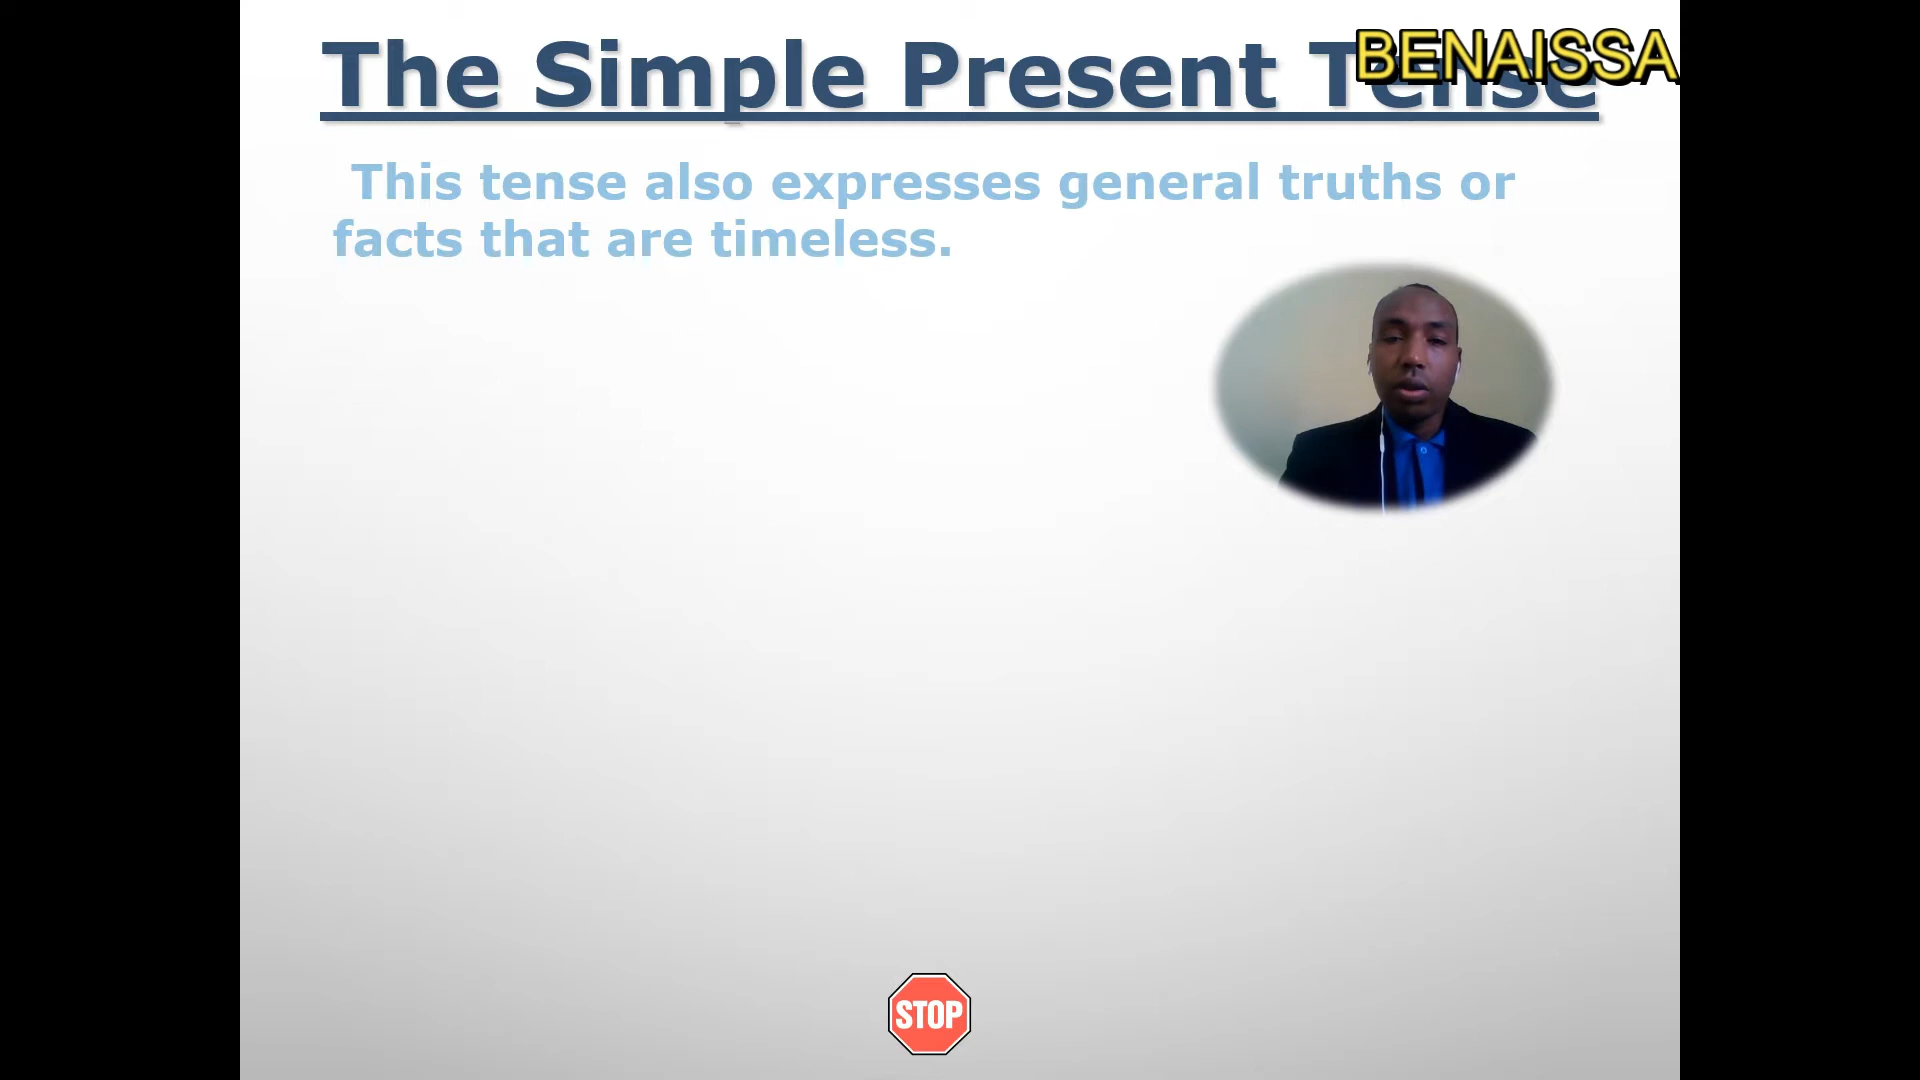 The Simple Present Tense
BENAISSA
This tense also expresses general truths or
facts that are timeless.
STOP